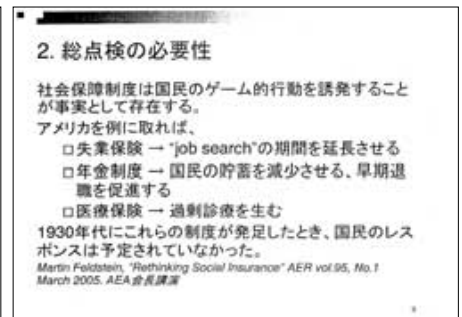 2. 総点検の必要性
社会保障制度は国民のゲーム的行動を誘発すること
が事実として存在する。
アメリカを例に取れば、
□失業保険 → “job search”の期間を延長させる
□年金制度 → 国民の貯蓄を減少させる、早期退
職を促進する
□医療保険 → 過剰診療を生む
1930年代にこれらの制度が発足したとき、国民のレス
ポンスは予定されていなかった。
Martin Feldstein, "Rethinking Social Insurance" AER vol.95, No.1
March 2005. AEA会長講演